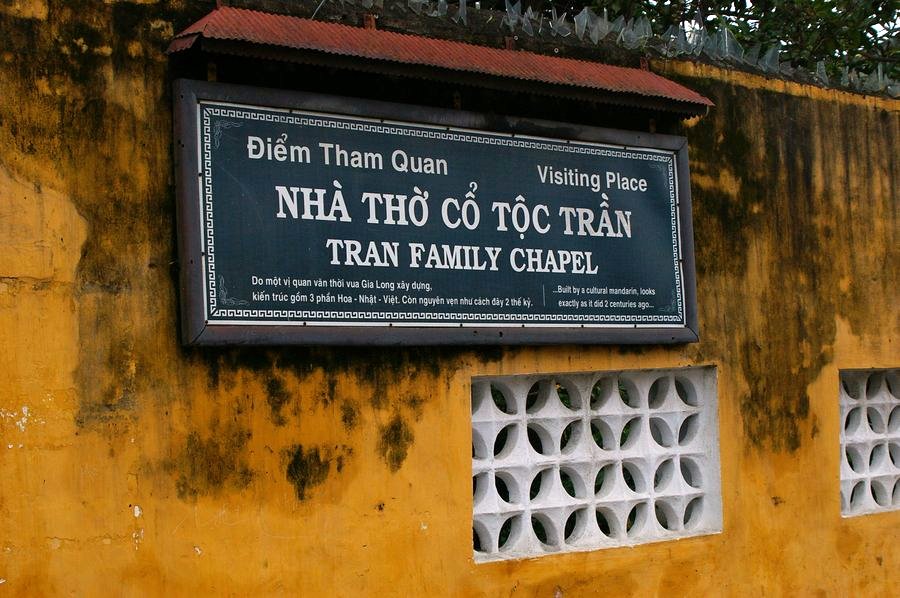 Điểm Tham Quan
Visiting Place
NHÀ THỜ CỔ TỘC TRẦN
TRAN FAMILY CHAPEL
Do một vị quan văn thời vua Gia Long xây dựng,
kiến trúc gồm 3 phần Hoa - Nhật - Việt. Còn nguyên vẹn như cách đây 2 thế kỷ.
...Built by a cultural mandarin, looks
exactly as it did 2 centuries ago...